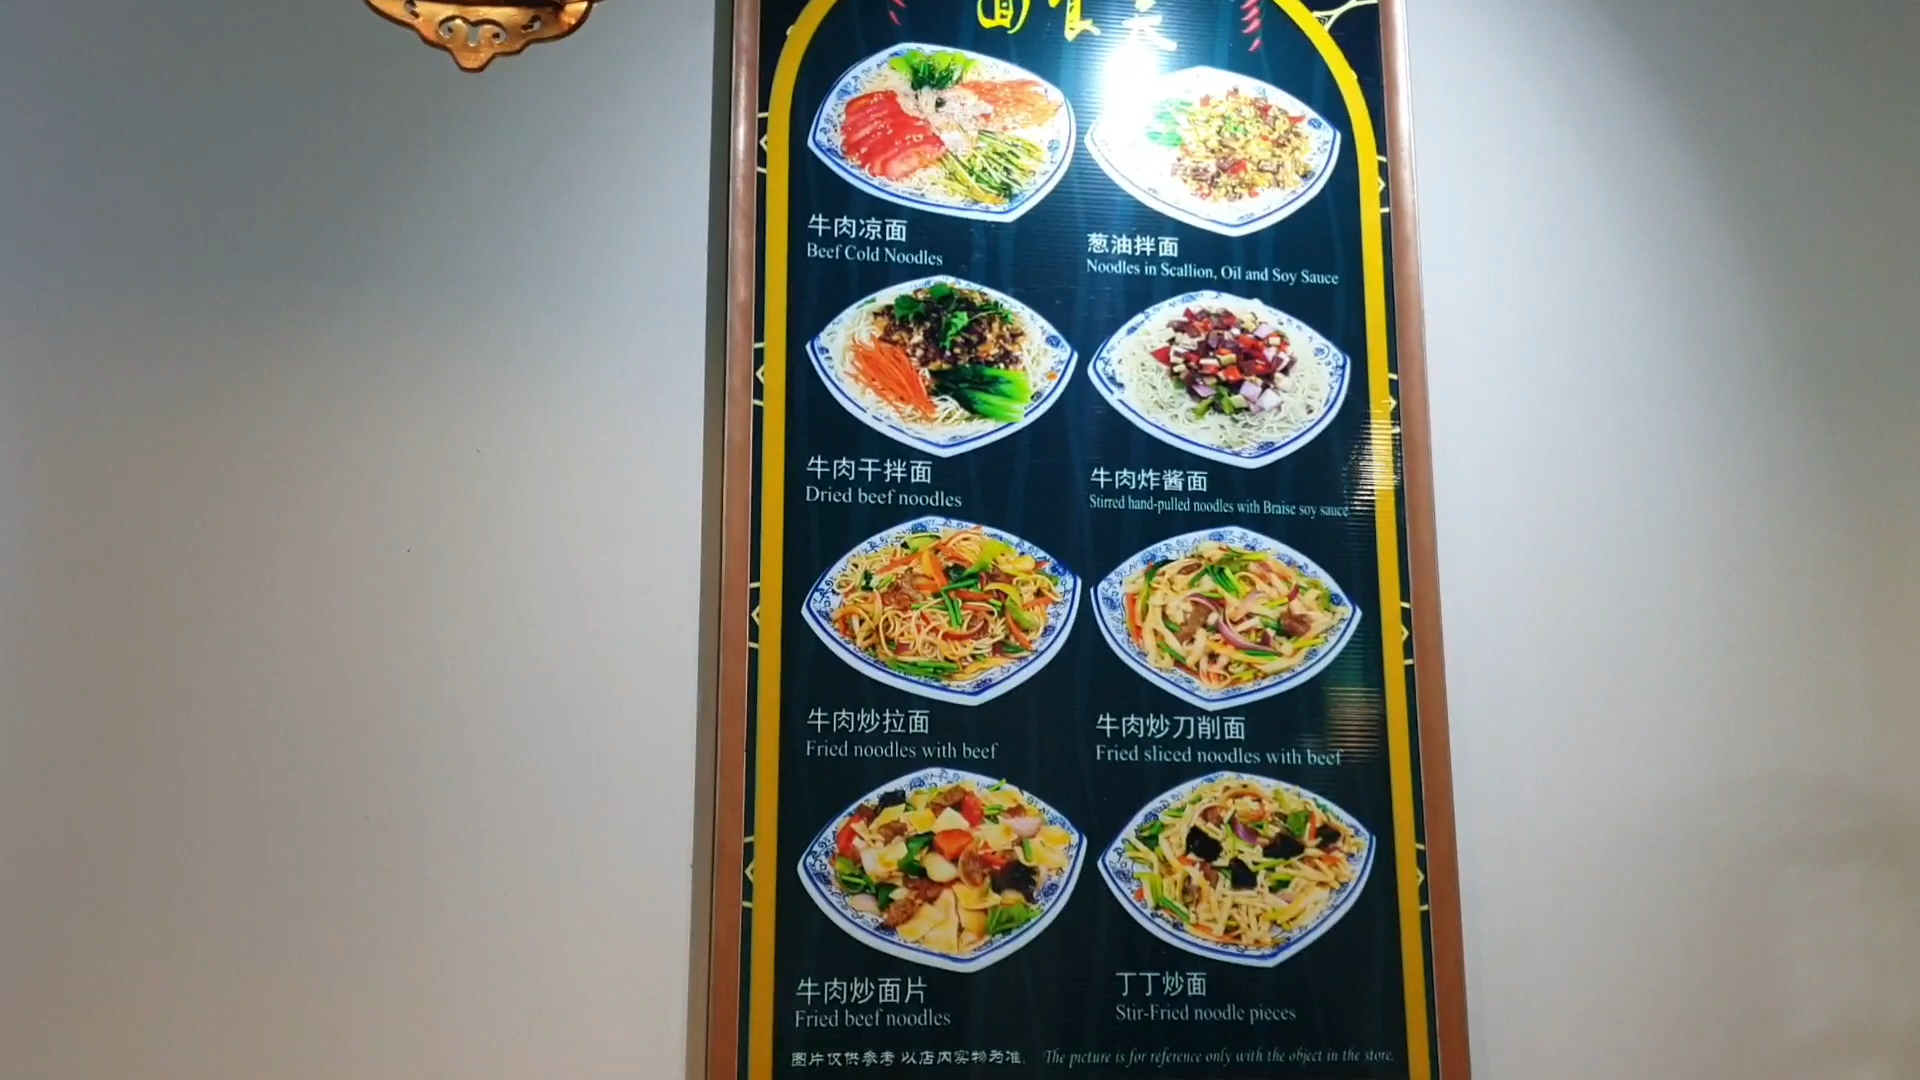 牛肉凉面
Beef Cold Noodles
葱油拌面
Noodles in Scallion, Oil and Soy Sauce
牛肉干拌面
Dried beef noodles
牛肉炸酱面
Stirred hand-pulled noodles with Braise soy sauce
牛肉炒拉面
Fried noodles with beef
牛肉炒刀削面
Fried sliced noodles with beef
牛肉炒面片
Fried beef noodles
丁丁炒面
Stir-Fried noodle pieces
图片仅供参考 以店内实物为准.
The picture is for reference only with the object in the store.